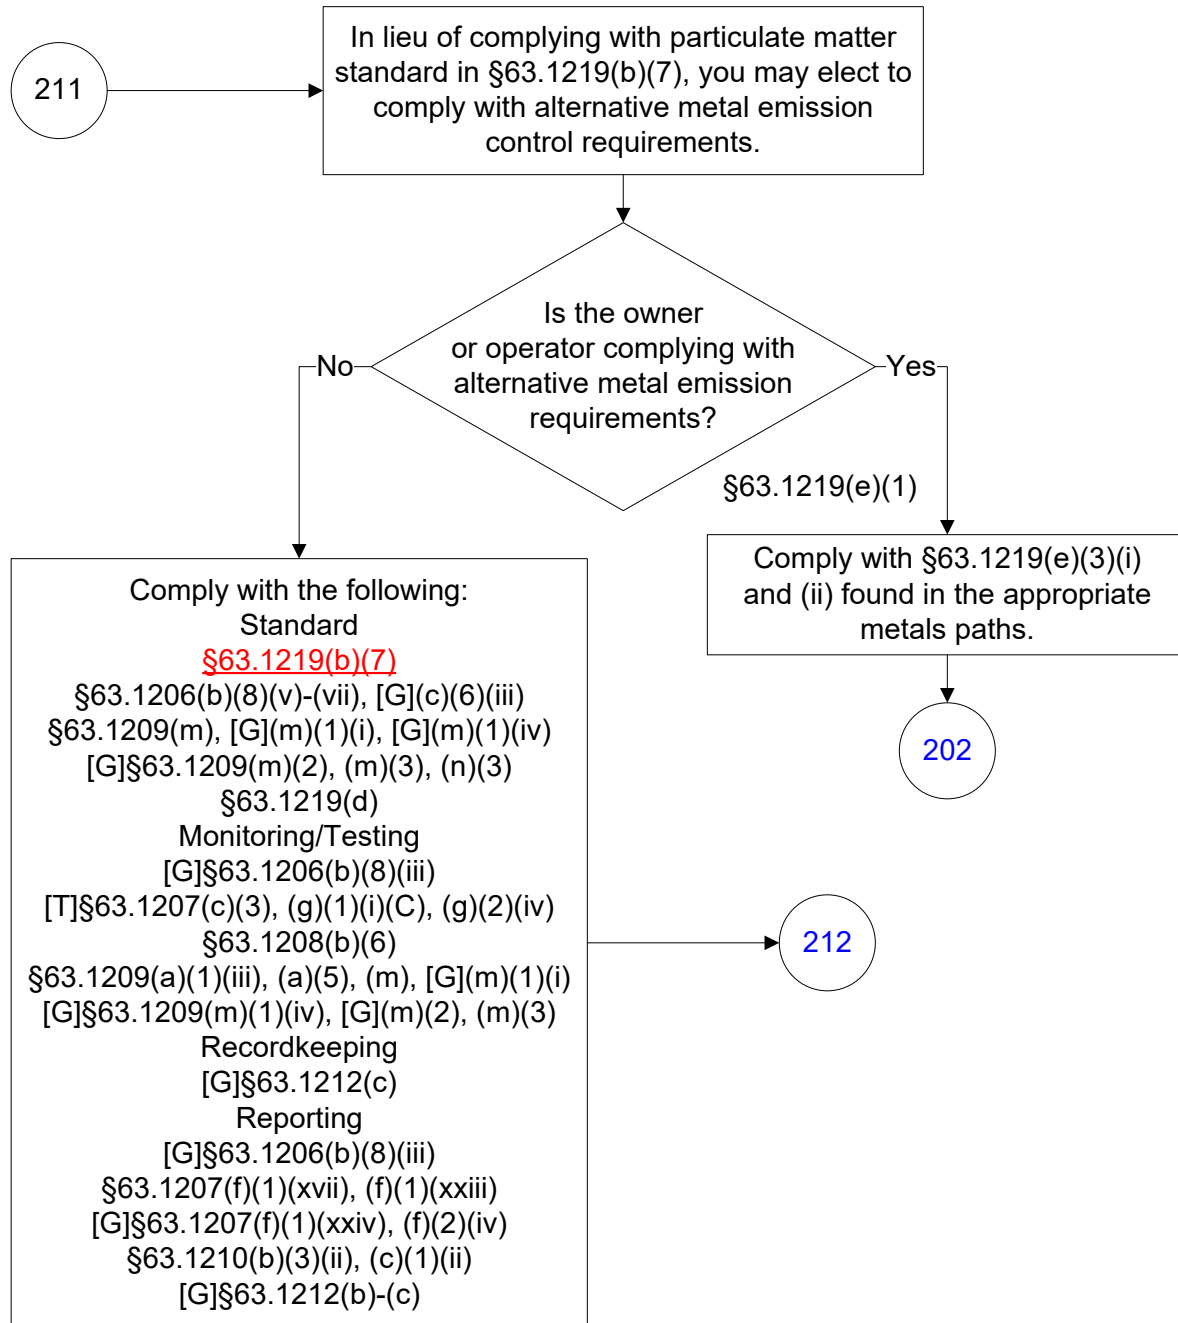 211
In lieu of complying with particulate matter
standard in §63.1219(b)(7), you may elect to
comply with alternative metal emission
control requirements.
Is the owner
or operator complying with
alternative metal emission
requirements?
No
Yes
§63.1219(e)(1)
Comply with §63.1219(e)(3)(i)
and (ii) found in the appropriate
metals paths.
202
Comply with the following:
Standard
§63.1219(b)(7)
§63.1206(b)(8)(v)-(vii), [G](c)(6)(iii)
§63.1209(m), [G](m)(1)(i), [G](m)(1)(iv)
[G]§63.1209(m)(2), (m)(3), (n)(3)
§63.1219(d)
Monitoring/Testing
[G]§63.1206(b)(8)(iii)
[T]§63.1207(c)(3), (g)(1)(i)(C), (g)(2)(iv)
§63.1208(b)(6)
§63.1209(a)(1)(iii), (a)(5), (m), [G](m)(1)(i)
[G]§63.1209(m)(1)(iv), [G](m)(2), (m)(3)
Recordkeeping
[G]§63.1212(c)
Reporting
[G]§63.1206(b)(8)(iii)
§63.1207(f)(1)(xvii), (f)(1)(xxiii)
[G]§63.1207(f)(1)(xxiv), (f)(2)(iv)
§63.1210(b)(3)(ii), (c)(1)(ii)
[G]§63.1212(b)-(c)
212